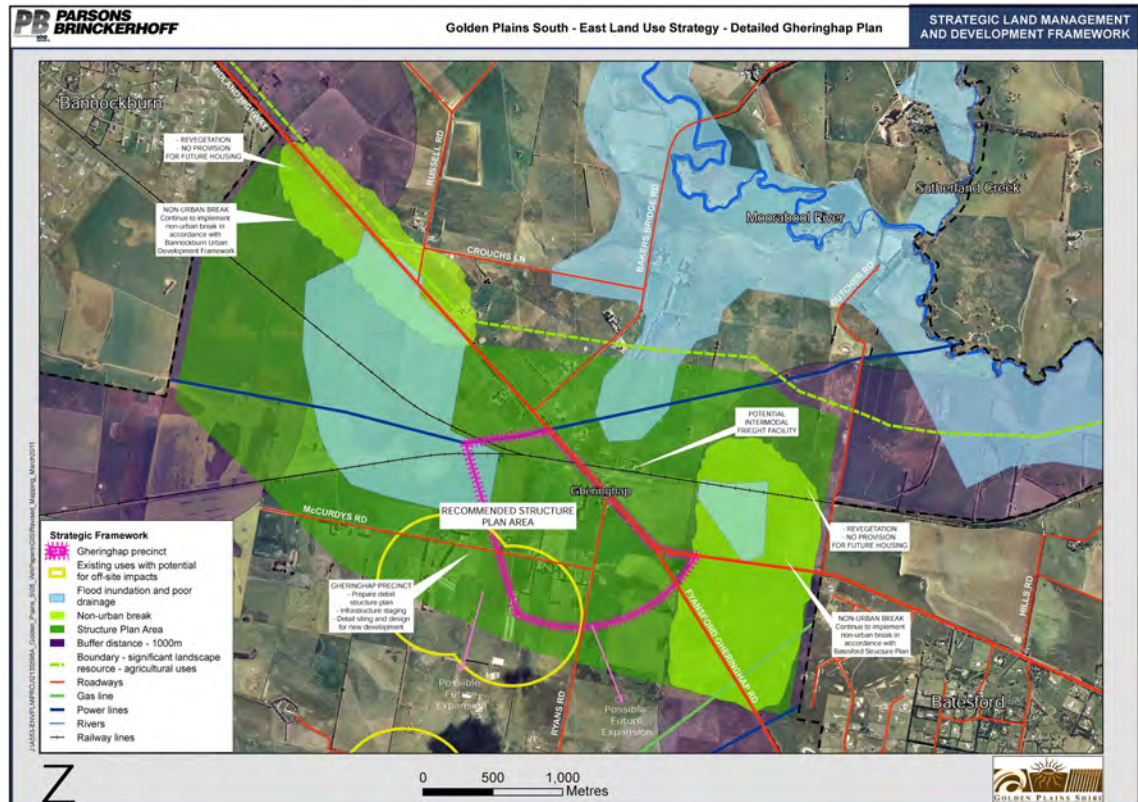 PB PARSONS
BRINCKERHOFF
100
Golden Plains South - East Land Use Strategy - Detailed Gheringhap Plan
STRATEGIC LAND MANAGEMENT
AND DEVELOPMENT FRAMEWORK
Bannockburn
MIDLAND HIGHWAY
- REVEGETATION
- NO PROVISION
FOR FUTURE HOUSING
RUSSELL RD
BAKERS BRIDGE RD
Sutherland Creek
Moorabool River
NON-URBAN BREAK
Continue to implement
non-urban break in
accordance with
Bannockburn Urban
Development Framework
CROUCHS LN
BUTCHER RD
POTENTIAL
INTERMODAL
FRIEGHT FACILITY
Gheringhap
RECOMMENDED STRUCTURE
PLAN AREA
McCURDYS RD
- REVEGETATION
- NO PROVISION
FOR FUTURE HOUSING
GHERINGHAP PRECINCT
- Prepare detail
structure plan
- Infrastructure staging
- Detail siting and design
for new development
FYANSFORD GHERINGHAP RD
HILLS RD
NON-URBAN BREAK
Continue to implement
non-urban break in
accordance with
Batesford Structure Plan
Possible
Future
Expansion
RYANS RD
Possible
Future
Expansion
Batesford
Strategic Framework
Gheringhap precinct
Existing uses with potential
for off-site impacts
Flood inundation and poor
drainage
Non-urban break
Structure Plan Area
Buffer distance - 1000m
Boundary - significant landscape
resource - agricultural uses
Roadways
Gas line
Power lines
Rivers
Railway lines
Z
0 500 1,000
Metres
GOLDEN PLAINS SHIRE